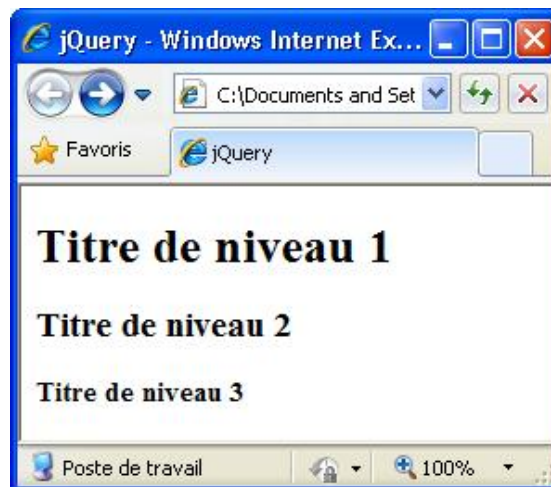 jQuery - Windows Internet Ex...
C:\Documents and Set
Favoris
jQuery
Titre de niveau 1
Titre de niveau 2
Titre de niveau 3
Poste de travail
100%